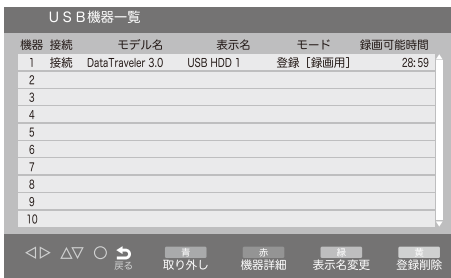 USB機器一覧
機器 接続 モデル名 表示名 モード 録画可能時間
1 接続 DataTraveler 3.0 USB HDD 1 登録［録画用］ 28:59
2
3
4
5
6
7
8
9
10
戻る 青 取り外し 赤 機器詳細 緑 表示名変更 黄 登録削除